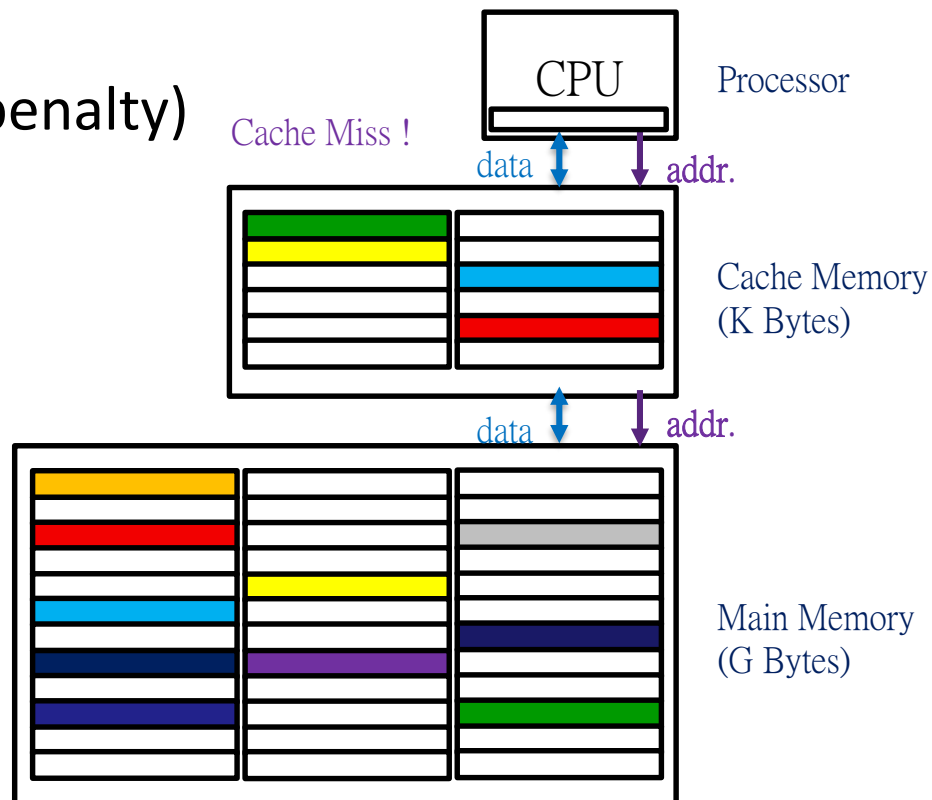 CPU
Processor
penalty)
Cache Miss !
data
addr.
Cache Memory
(K Bytes)
data
addr.
Main Memory
(G Bytes)